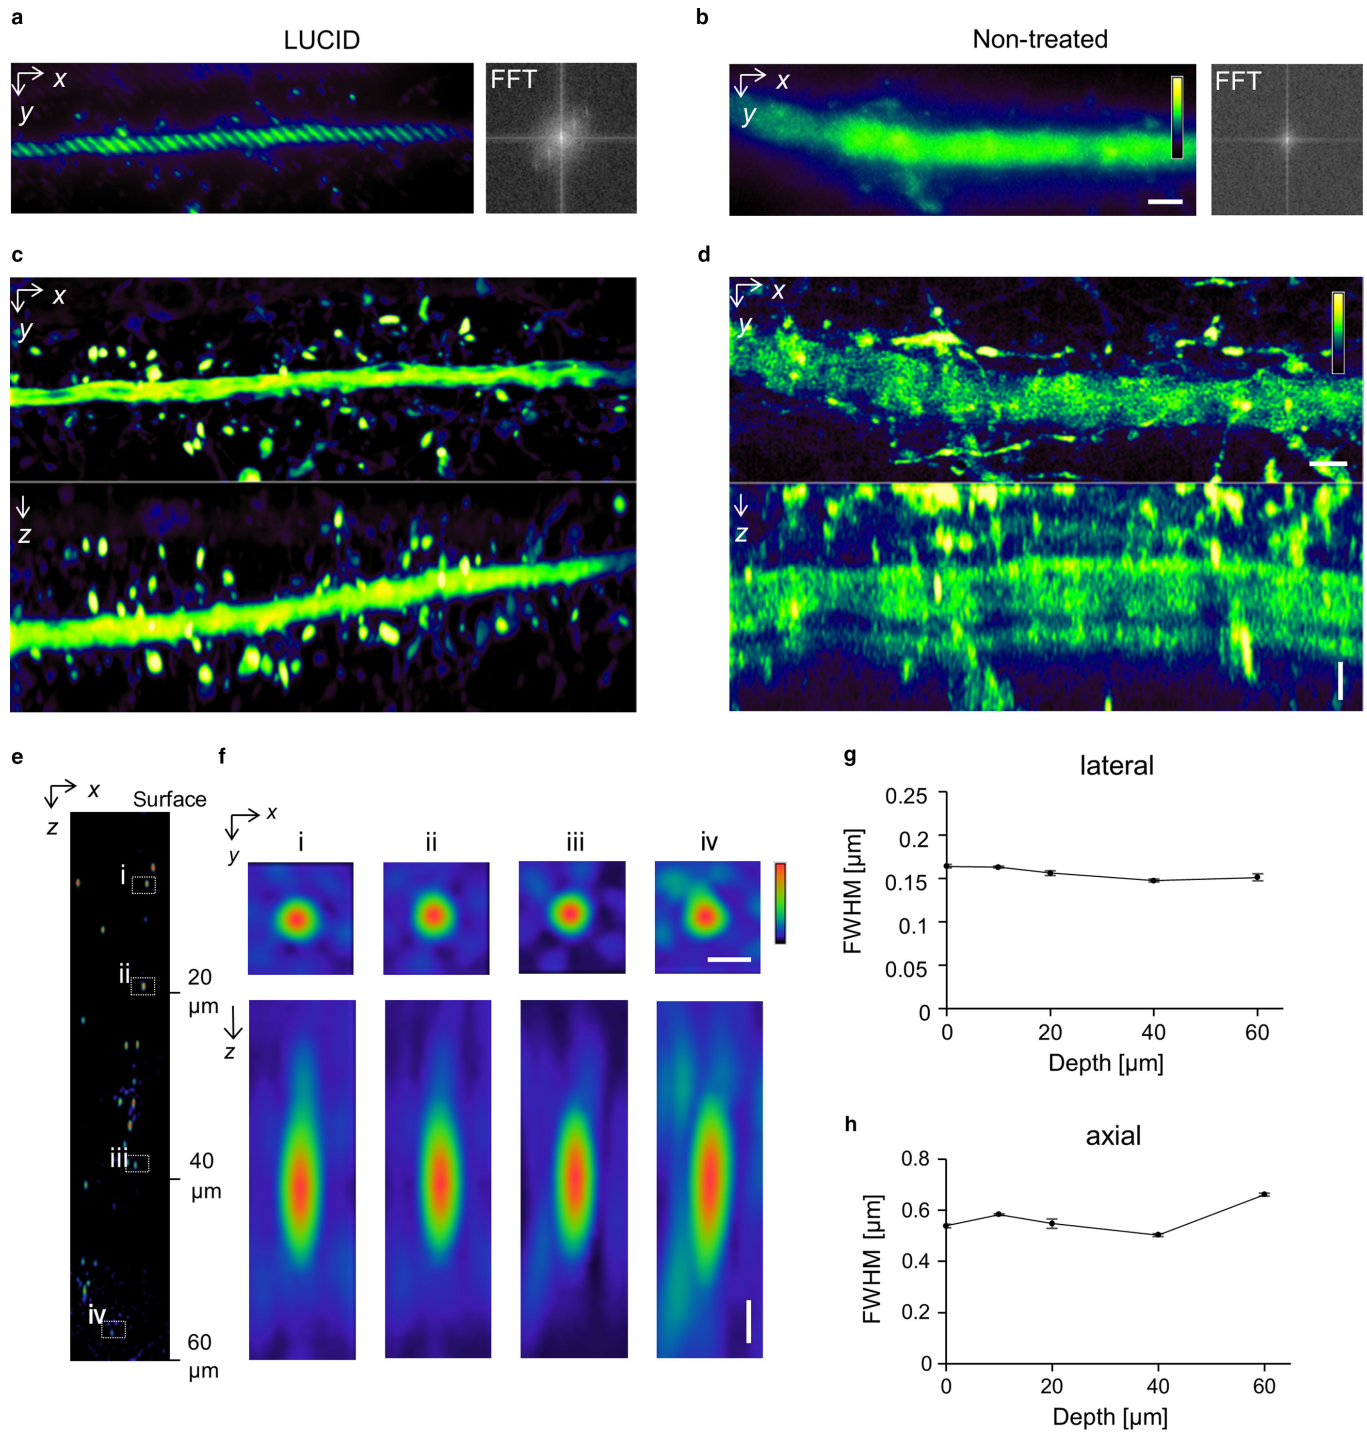 a
LUCID
x
y
FFT
b
Non-treated
x
y
FFT
c
x
y
z
d
x
y
z
e
x
z
Surface
i
ii
20
µm
iii
40
µm
iv
60
µm
f
x
y
i
ii
iii
iv
z
g
lateral
0.25
0.2
0.15
0.1
0.05
0
FWHM [µm]
0 20 40 60
Depth [µm]
h
axial
0.8
0.6
0.4
0.2
0
FWHM [µm]
0 20 40 60
Depth [µm]